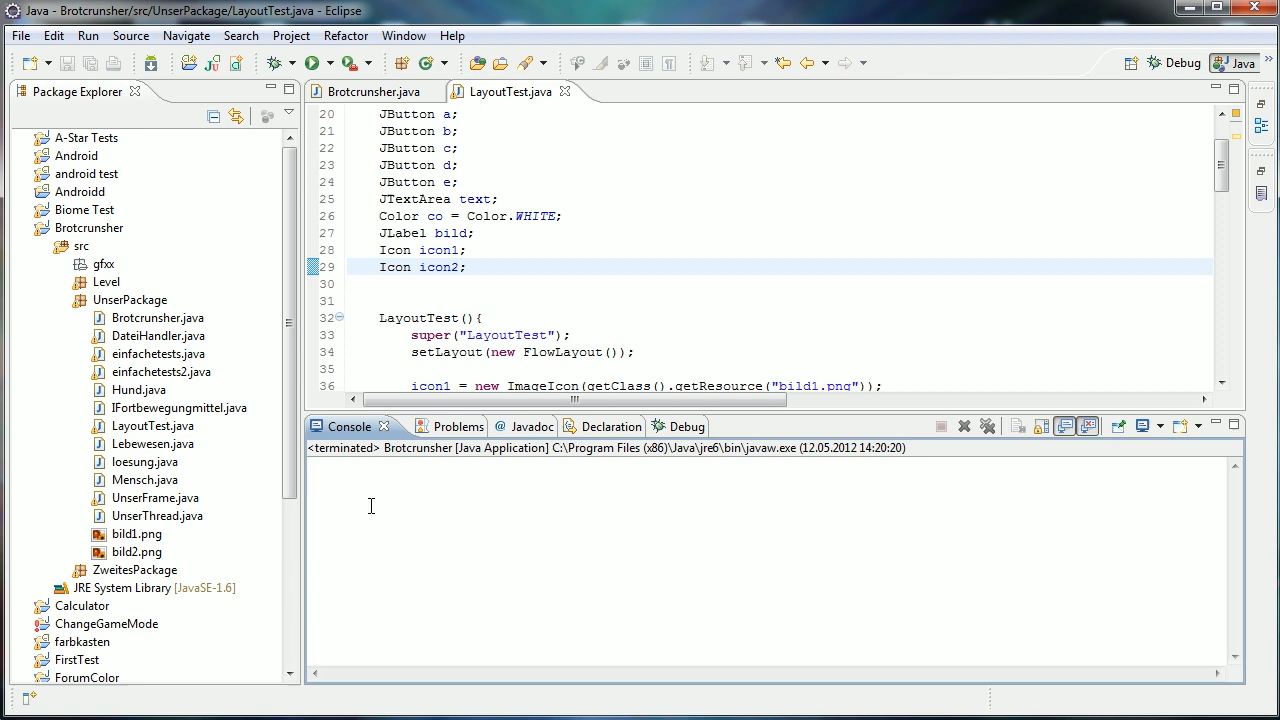 Java - Brotcrunsher/src/UnserPackage/LayoutTest.java - Eclipse
File Edit Run Source Navigate Search Project Refactor Window Help
Debug Java
Package Explorer
A-Star Tests
Android
android test
Androidd
Biome Test
Brotcrunsher
src
gfxx
Level
UnserPackage
Brotcrunsher.java
DateiHandler.java
einfachetests.java
einfachetests2.java
Hund.java
IFortbewegungmittel.java
LayoutTest.java
Lebewesen.java
loesung.java
Mensch.java
UnserFrame.java
UnserThread.java
bild1.png
bild2.png
ZweitesPackage
JRE System Library [JavaSE-1.6]
Calculator
ChangeGameMode
farbkasten
FirstTest
ForumColor
Brotcrunsher.java LayoutTest.java
20 JButton a;
21 JButton b;
22 JButton c;
23 JButton d;
24 JButton e;
25 JTextArea text;
26 Color co = Color.WHITE;
27 JLabel bild;
28 Icon icon1;
29 Icon icon2;
30
31
32 LayoutTest(){
33 super("LayoutTest");
34 setLayout(new FlowLayout());
35
36 icon1 = new ImageIcon(getClass().getResource("bild1.png"));
Console Problems @ Javadoc Declaration Debug
<terminated> Brotcrunsher [Java Application] C:\Program Files (x86)\Java\jre6\bin\javaw.exe (12.05.2012 14:20:20)